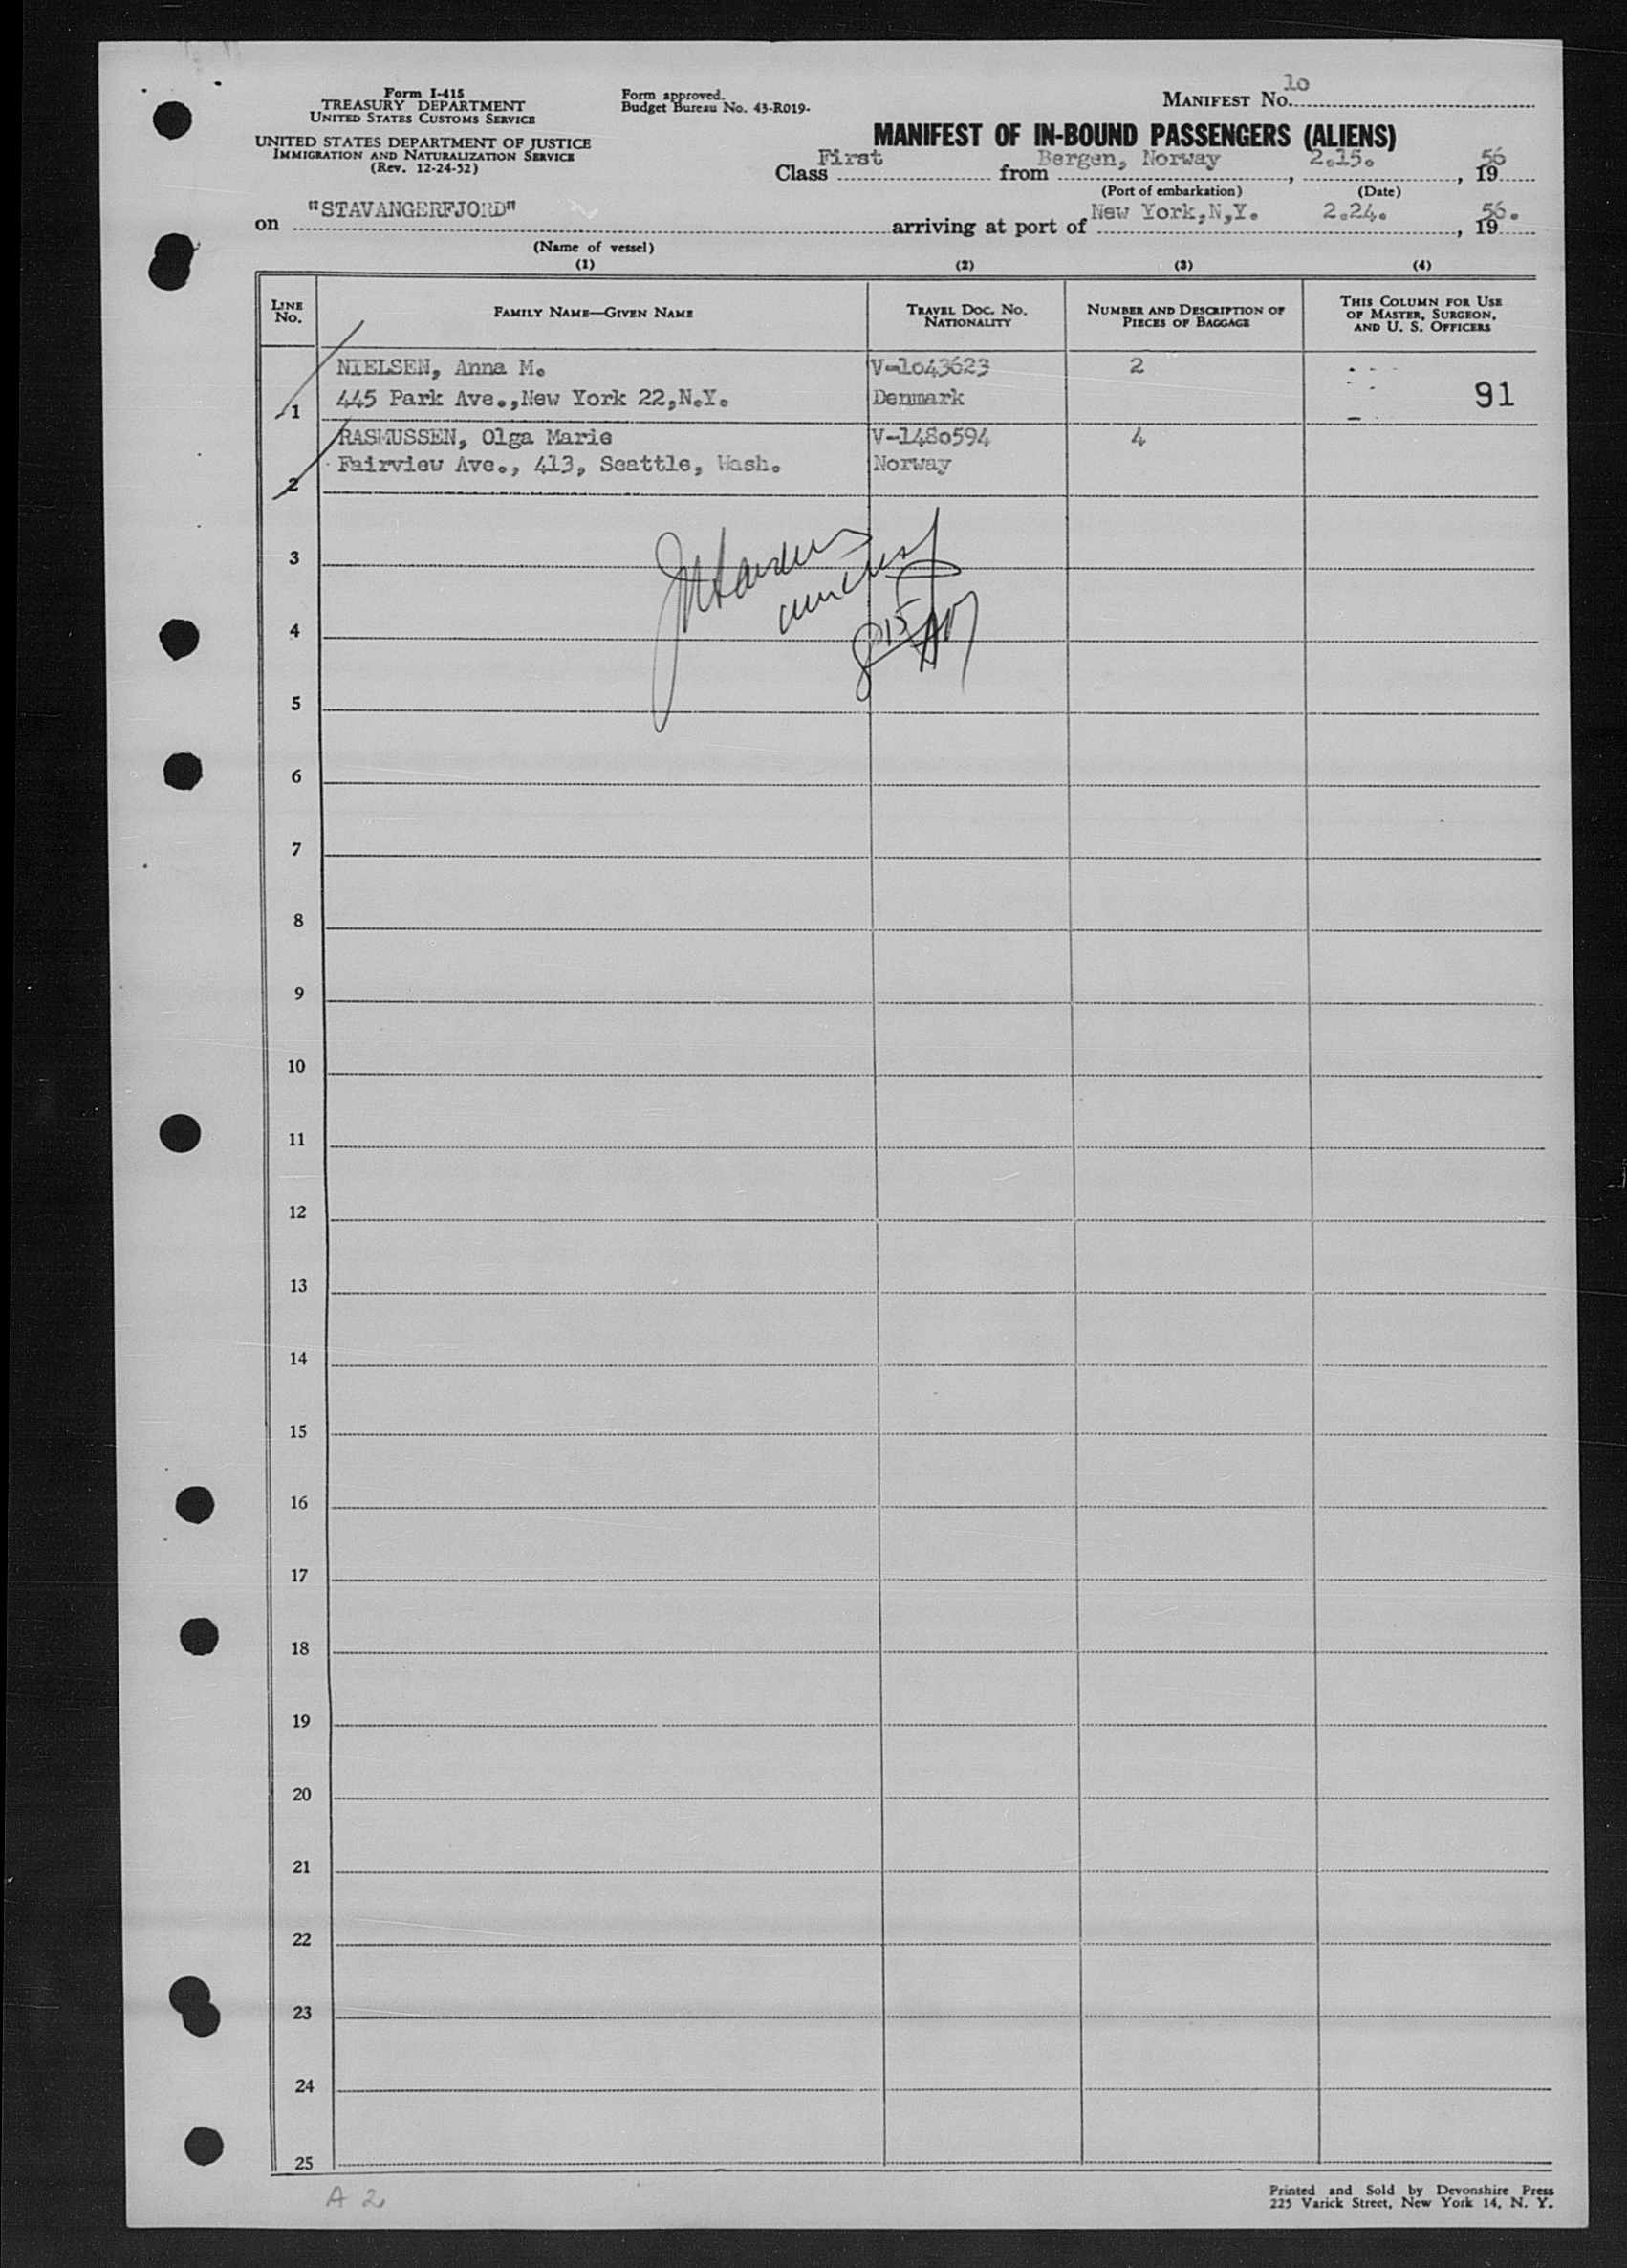 Form I-415
TREASURY DEPARTMENT
UNITED STATES CUSTOMS SERVICE
UNITED STATES DEPARTMENT OF JUSTICE
IMMIGRATION AND NATURALIZATION SERVICE
(Rev. 12-24-52)
Form approved.
Budget Bureau No. 43-R019-
MANIFEST No. 10
MANIFEST OF IN-BOUND PASSENGERS (ALIENS)
Class First from Bergen, Norway, 2.15., 1956
(Port of embarkation) (Date)
on "STAVANGERFJORD" arriving at port of New York,N,Y. 2.24., 1956.
(Name of vessel)
(1) (2) (3) (4)
LINE No. FAMILY NAME—GIVEN NAME TRAVEL DOC. NO. NATIONALITY NUMBER AND DESCRIPTION OF PIECES OF BAGGAGE THIS COLUMN FOR USE OF MASTER, SURGEON, AND U. S. OFFICERS
NIELSEN, Anna M. V-1043623 2
1 445 Park Ave.,New York 22,N.Y. Denmark 91
RASMUSSEN, Olga Marie V-1480594 4
2 Fairview Ave., 413, Seattle, Wash. Norway
3
4
5
6
7
8
9
10
11
12
13
14
15
16
17
18
19
20
21
22
23
24
25
A 2
Printed and Sold by Devonshire Press
225 Varick Street, New York 14, N. Y.